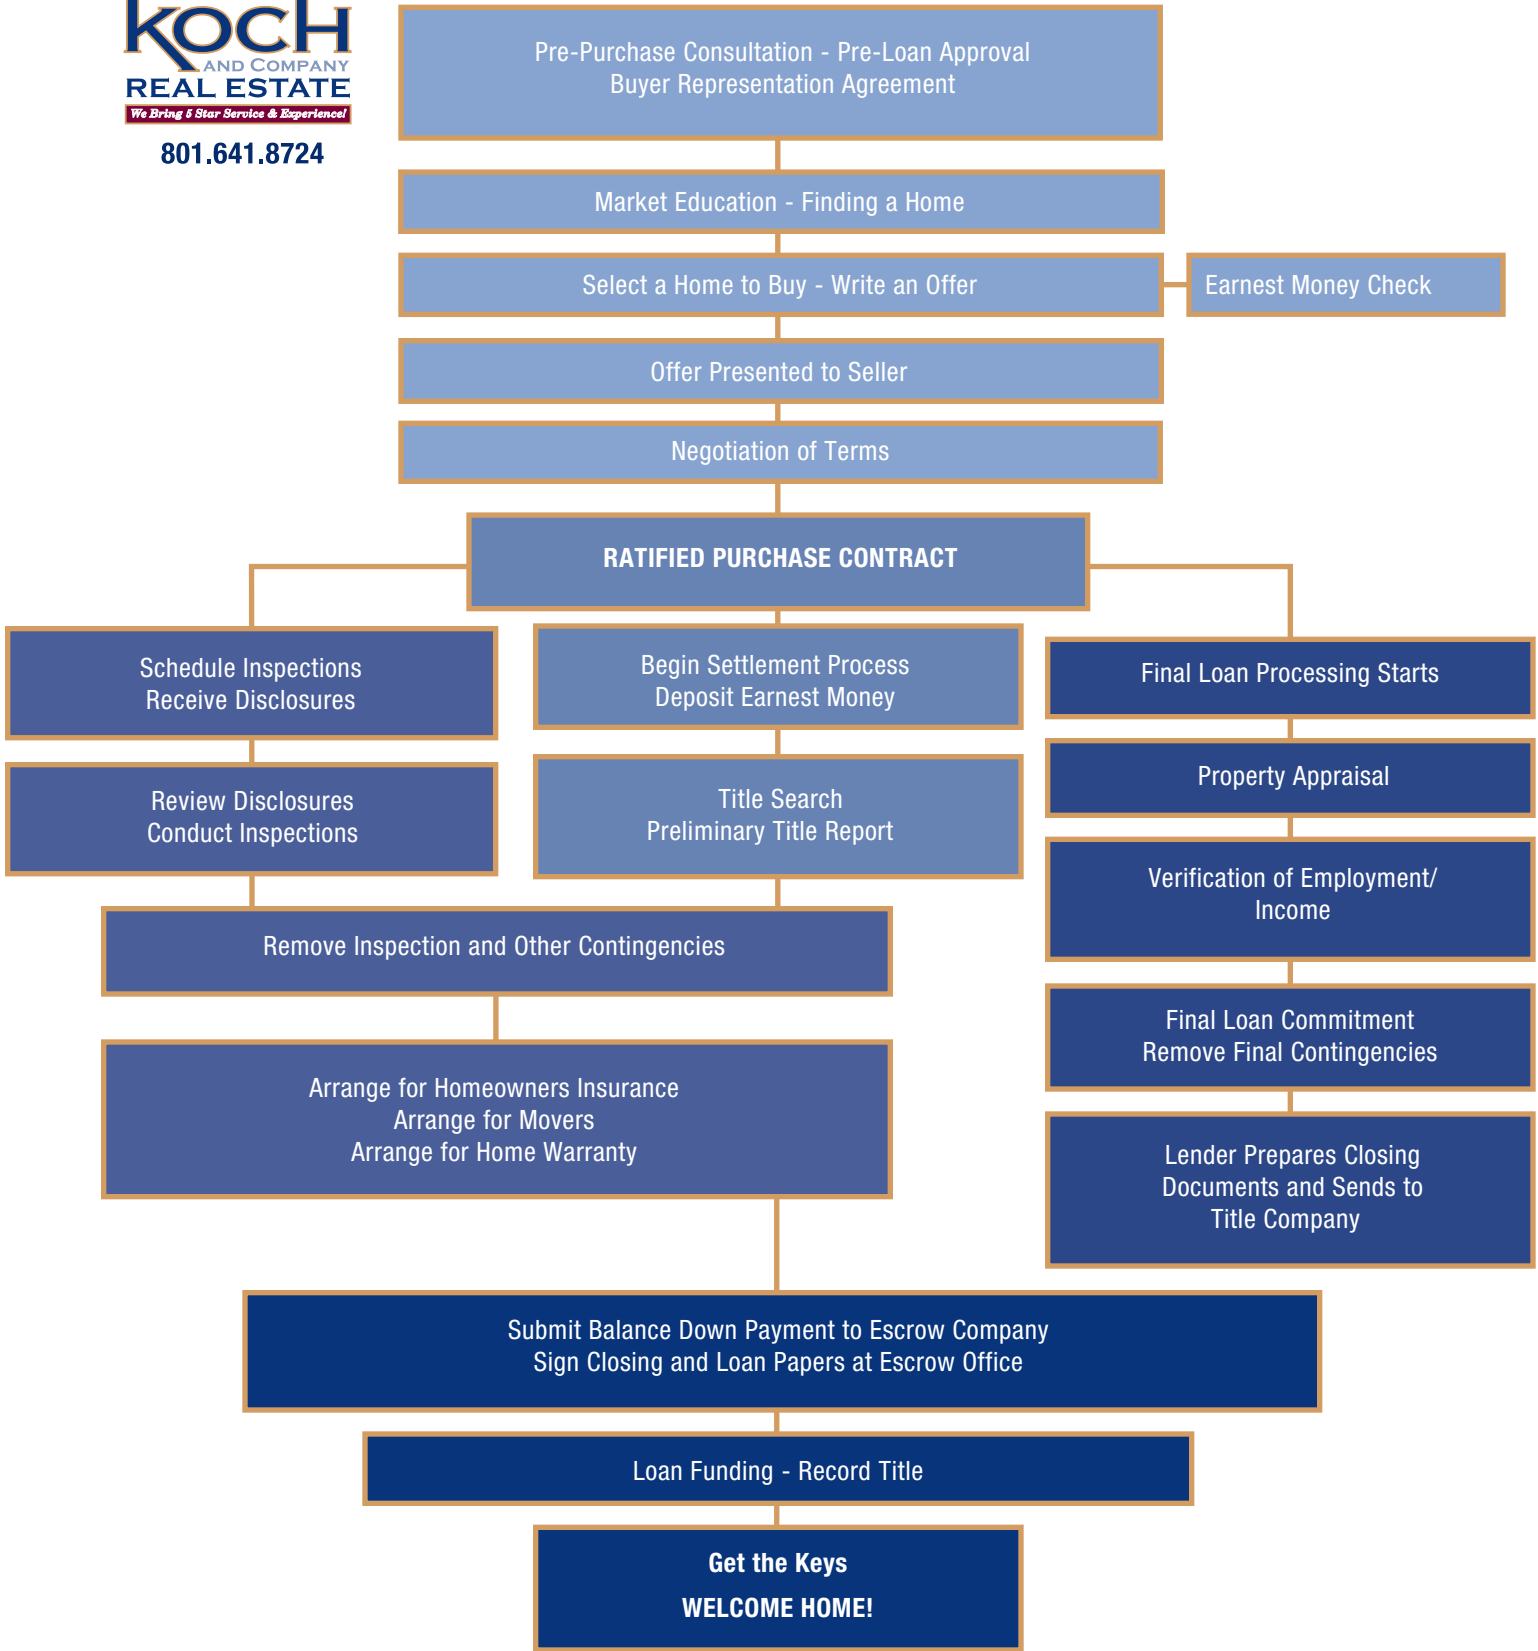 KOCH
AND COMPANY
REAL ESTATE
We Bring 5 Star Service & Experience!
801.641.8724
Pre-Purchase Consultation - Pre-Loan Approval
Buyer Representation Agreement
Market Education - Finding a Home
Select a Home to Buy - Write an Offer
Earnest Money Check
Offer Presented to Seller
Negotiation of Terms
RATIFIED PURCHASE CONTRACT
Schedule Inspections
Receive Disclosures
Review Disclosures
Conduct Inspections
Begin Settlement Process
Deposit Earnest Money
Title Search
Preliminary Title Report
Remove Inspection and Other Contingencies
Arrange for Homeowners Insurance
Arrange for Movers
Arrange for Home Warranty
Final Loan Processing Starts
Property Appraisal
Verification of Employment/
Income
Final Loan Commitment
Remove Final Contingencies
Lender Prepares Closing
Documents and Sends to
Title Company
Submit Balance Down Payment to Escrow Company
Sign Closing and Loan Papers at Escrow Office
Loan Funding - Record Title
Get the Keys
WELCOME HOME!